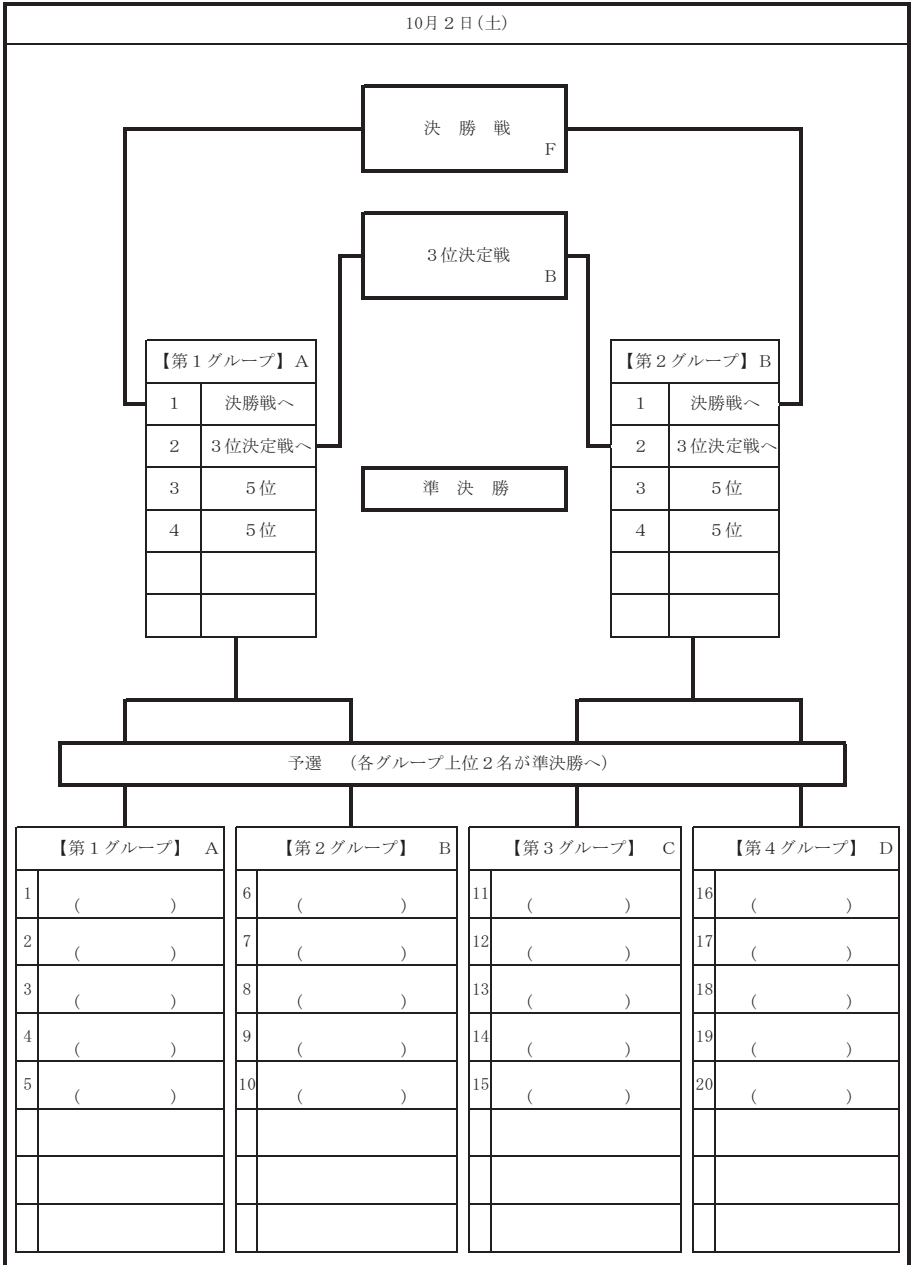 10月２日(土)
決　勝　戦
Ｆ
３位決定戦
Ｂ
【第１グループ】Ａ
1 決勝戦へ
2 ３位決定戦へ
3 ５位
4 ５位
【第２グループ】Ｂ
1 決勝戦へ
2 ３位決定戦へ
3 ５位
4 ５位
準　決　勝
予選　（各グループ上位２名が準決勝へ）
【第１グループ】　Ａ
1 (　　　　　)
2 (　　　　　)
3 (　　　　　)
4 (　　　　　)
5 (　　　　　)
【第２グループ】　Ｂ
6 (　　　　　)
7 (　　　　　)
8 (　　　　　)
9 (　　　　　)
10 (　　　　　)
【第３グループ】　Ｃ
11 (　　　　　)
12 (　　　　　)
13 (　　　　　)
14 (　　　　　)
15 (　　　　　)
【第４グループ】　Ｄ
16 (　　　　　)
17 (　　　　　)
18 (　　　　　)
19 (　　　　　)
20 (　　　　　)